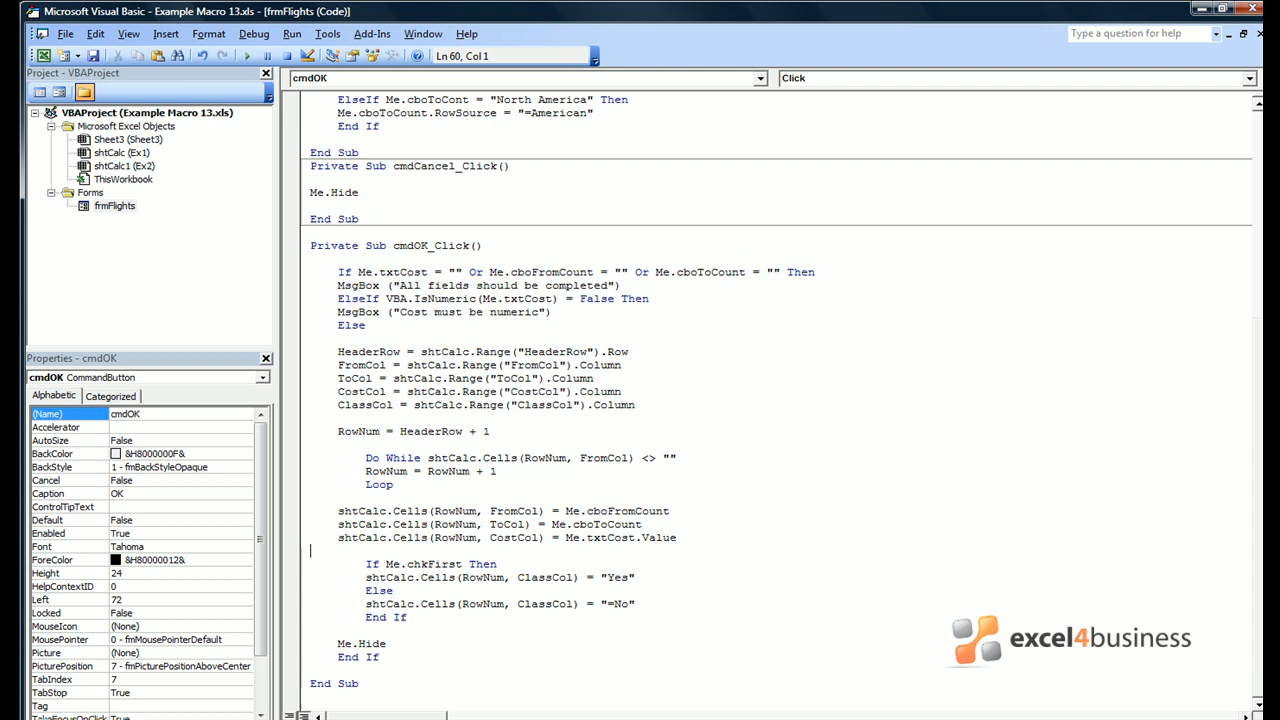 Microsoft Visual Basic - Example Macro 13.xls - [frmFlights (Code)]
File Edit View Insert Format Debug Run Tools Add-Ins Window Help
Type a question for help
Ln 60, Col 1
Project - VBAProject
VBAProject (Example Macro 13.xls)
Microsoft Excel Objects
Sheet3 (Sheet3)
shtCalc (Ex1)
shtCalc1 (Ex2)
ThisWorkbook
Forms
frmFlights
Properties - cmdOK
cmdOK CommandButton
Alphabetic Categorized
(Name) cmdOK
Accelerator
AutoSize False
BackColor &H8000000F&
BackStyle 1 - fmBackStyleOpaque
Cancel False
Caption OK
ControlTipText
Default False
Enabled True
Font Tahoma
ForeColor &H80000012&
Height 24
HelpContextID 0
Left 72
Locked False
MouseIcon (None)
MousePointer 0 - fmMousePointerDefault
Picture (None)
PicturePosition 7 - fmPicturePositionAboveCenter
TabIndex 7
TabStop True
Tag
TakeFocusOnClick True
cmdOK Click
ElseIf Me.cboToCont = "North America" Then
Me.cboToCount.RowSource = "=American"
End If
End Sub
Private Sub cmdCancel_Click()
Me.Hide
End Sub
Private Sub cmdOK_Click()
If Me.txtCost = "" Or Me.cboFromCount = "" Or Me.cboToCount = "" Then
MsgBox ("All fields should be completed")
ElseIf VBA.IsNumeric(Me.txtCost) = False Then
MsgBox ("Cost must be numeric")
Else
HeaderRow = shtCalc.Range("HeaderRow").Row
FromCol = shtCalc.Range("FromCol").Column
ToCol = shtCalc.Range("ToCol").Column
CostCol = shtCalc.Range("CostCol").Column
ClassCol = shtCalc.Range("ClassCol").Column
RowNum = HeaderRow + 1
Do While shtCalc.Cells(RowNum, FromCol) <> ""
RowNum = RowNum + 1
Loop
shtCalc.Cells(RowNum, FromCol) = Me.cboFromCount
shtCalc.Cells(RowNum, ToCol) = Me.cboToCount
shtCalc.Cells(RowNum, CostCol) = Me.txtCost.Value
If Me.chkFirst Then
shtCalc.Cells(RowNum, ClassCol) = "Yes"
Else
shtCalc.Cells(RowNum, ClassCol) = "=No"
End If
Me.Hide
End If
End Sub
excel4business